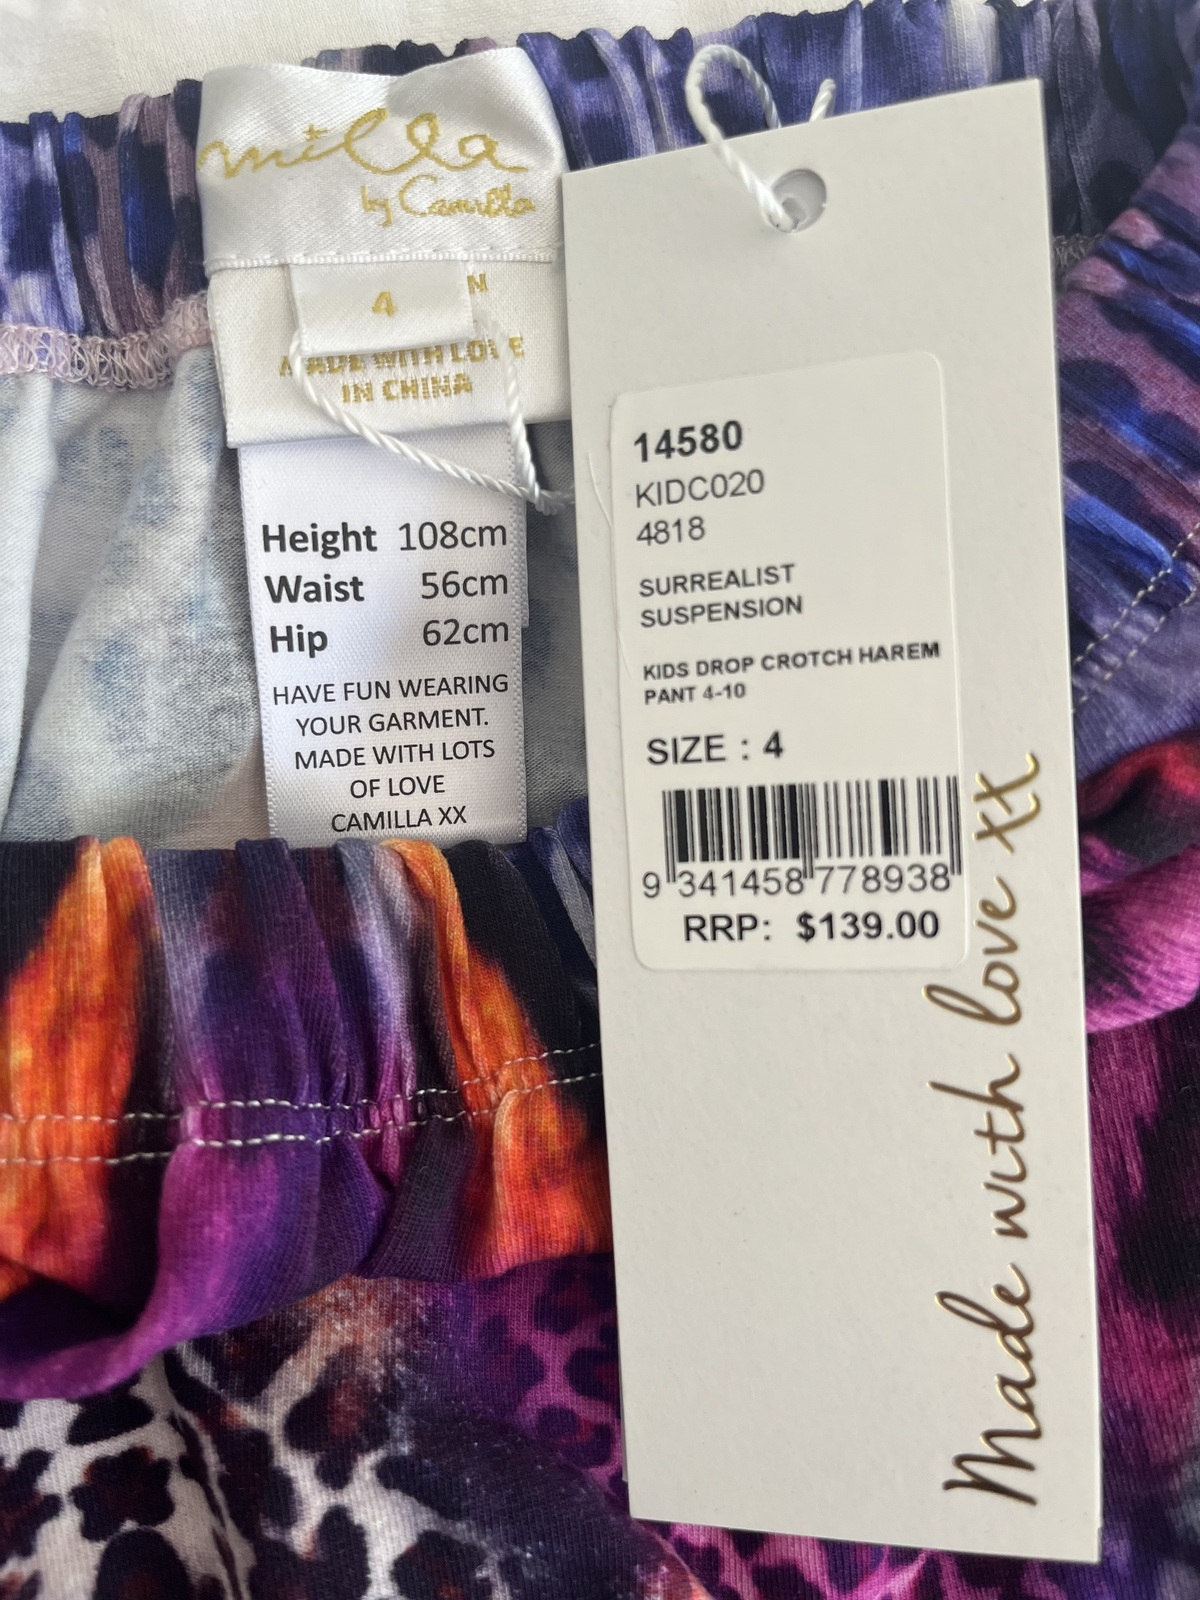 milla
by Camilla
4
N
MADE WITH LOVE
IN CHINA
Height 108cm
Waist 56cm
Hip 62cm
HAVE FUN WEARING
YOUR GARMENT.
MADE WITH LOTS
OF LOVE
CAMILLA XX
14580
KIDC020
4818
SURREALIST
SUSPENSION
KIDS DROP CROTCH HAREM
PANT 4-10
SIZE : 4
9 341458 778938
RRP: $139.00
Made with love xx